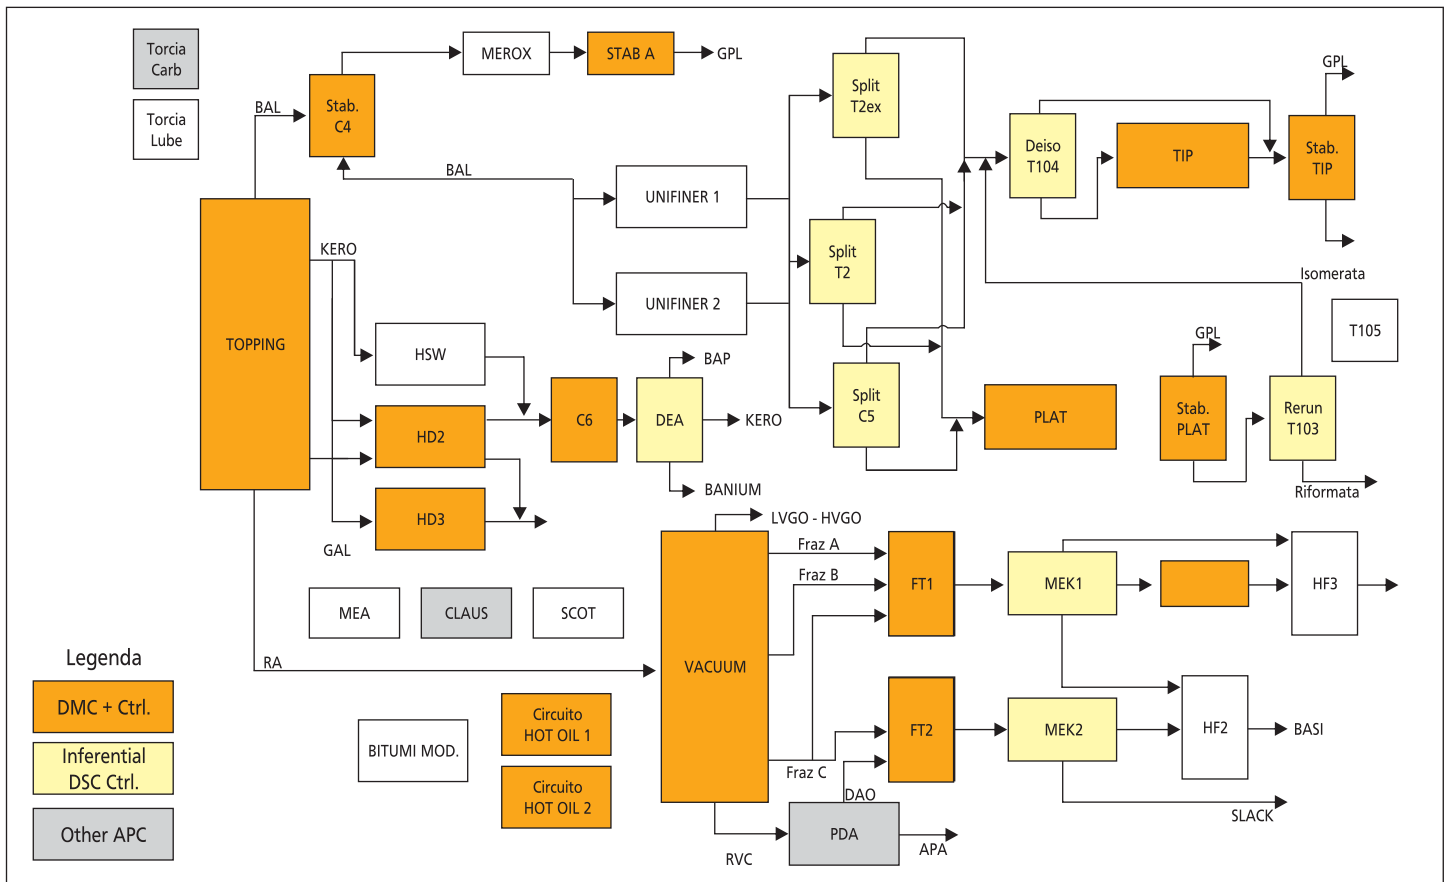 Torcia
Carb
Torcia
Lube
BAL
Stab.
C4
MEROX
STAB A
GPL
BAL
UNIFINER 1
UNIFINER 2
Split
T2ex
Split
T2
Split
C5
Deiso
T104
TIP
GPL
Stab.
TIP
Isomerata
T105
TOPPING
KERO
HSW
HD2
HD3
GAL
C6
DEA
BAP
KERO
BANIUM
PLAT
GPL
Stab.
PLAT
Rerun
T103
Riformata
MEA
CLAUS
SCOT
RA
LVGO - HVGO
Fraz A
Fraz B
VACUUM
Fraz C
FT1
FT2
MEK1
MEK2
HF3
HF2
BASI
SLACK
DAO
PDA
RVC
APA
BITUMI MOD.
Circuito
HOT OIL 1
Circuito
HOT OIL 2
Legenda
DMC + Ctrl.
Inferential
DSC Ctrl.
Other APC